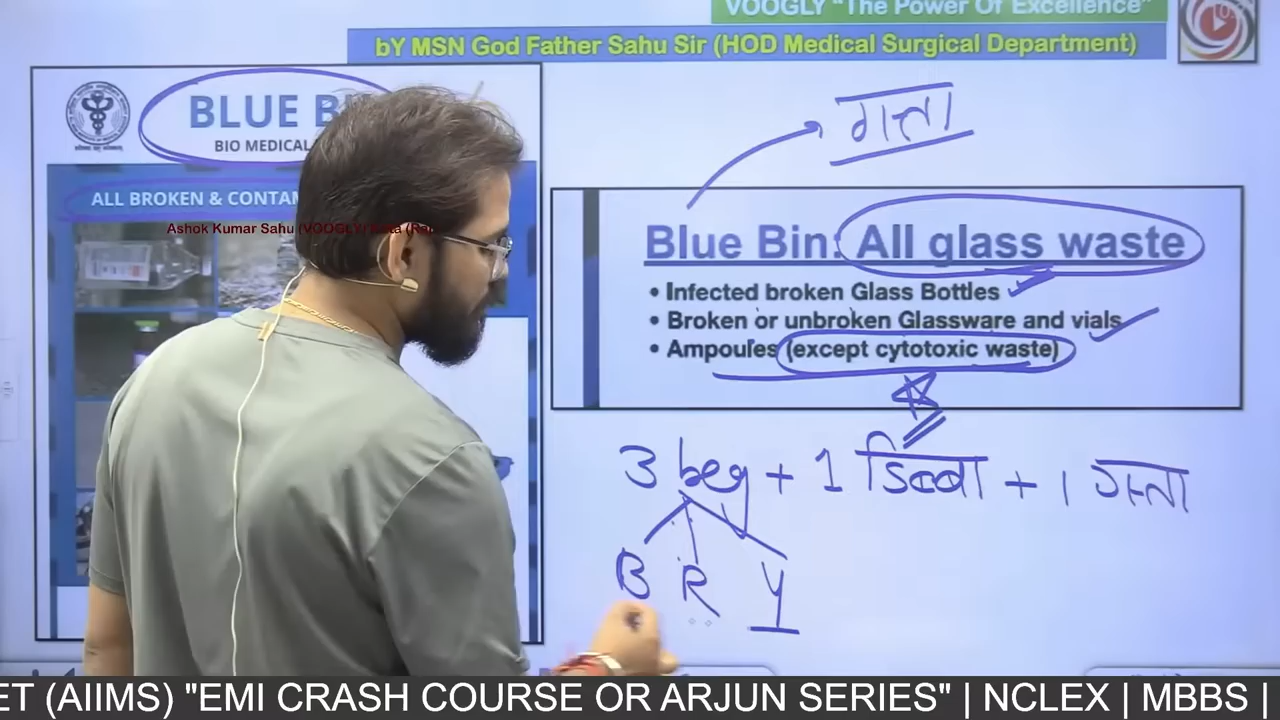 VOOGLY “The Power Of Excellence”
bY MSN God Father Sahu Sir (HOD Medical Surgical Department)
BLUE
BIO MEDICAL
ALL BROKEN &
Ashok Kumar Sahu (VOOGLY)
गत्ता
Blue Bin: All glass waste
• Infected broken Glass Bottles
• Broken or unbroken Glassware and vials
• Ampoules (except cytotoxic waste)
3 beg + 1 डिब्बा + 1 गत्ता
B R Y
ET (AIIMS) "EMI CRASH COURSE OR ARJUN SERIES" | NCLEX | MBBS |